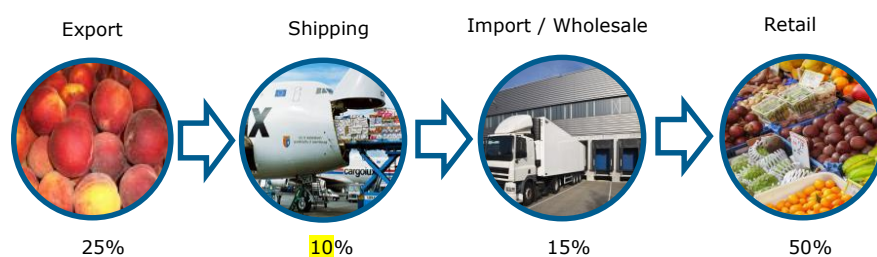 Export
Shipping
Import / Wholesale
Retail
X
cargolux
25%
10%
15%
50%